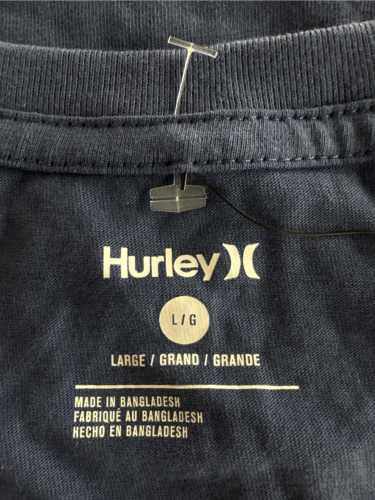 Hurley
L/G
LARGE / GRAND / GRANDE
MADE IN BANGLADESH
FABRIQUÉ AU BANGLADESH
HECHO EN BANGLADESH